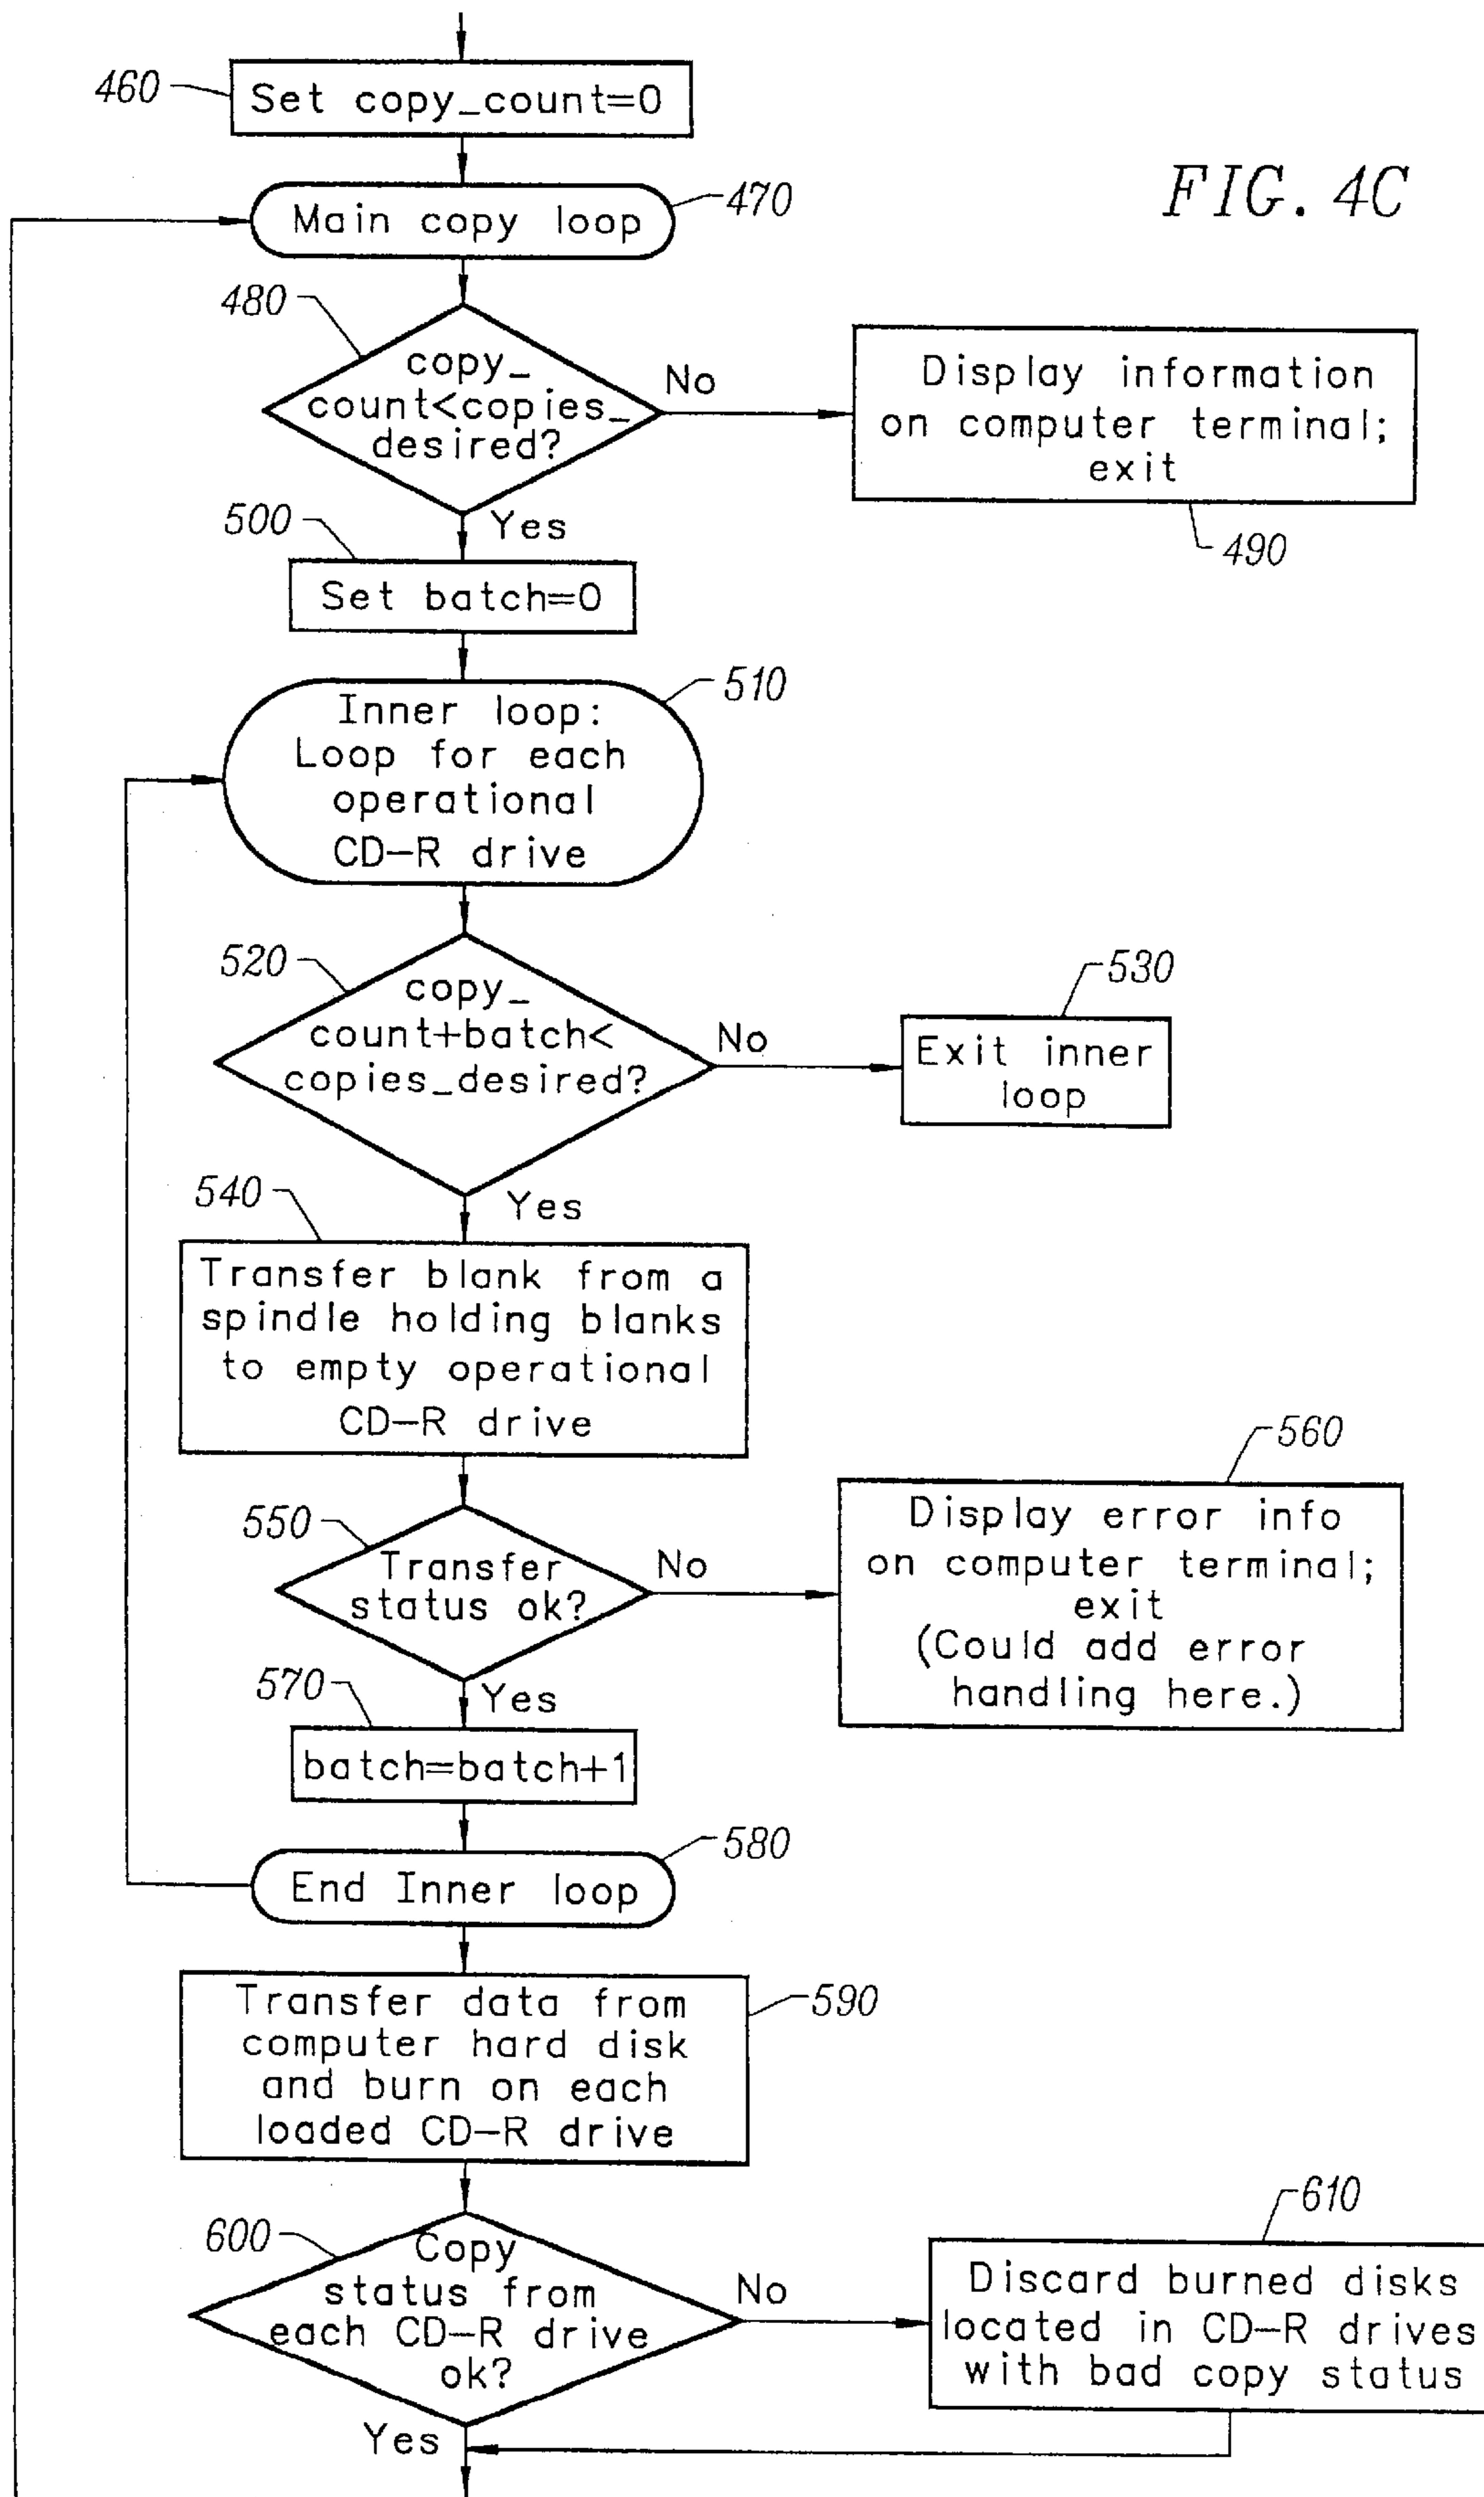 460
Set copy_count=0
FIG. 4C
Main copy loop
470
480
copy_
count<copies_
desired?
No
Display information
on computer terminal;
exit
490
Yes
500
Set batch=0
510
Inner loop:
Loop for each
operational
CD-R drive
520
copy_
count+batch<
copies_desired?
No
530
Exit inner
loop
Yes
540
Transfer blank from a
spindle holding blanks
to empty operational
CD-R drive
550
Transfer
status ok?
No
560
Display error info
on computer terminal;
exit
(Could add error
handling here.)
Yes
570
batch=batch+1
580
End Inner loop
590
Transfer data from
computer hard disk
and burn on each
loaded CD-R drive
600
Copy
status from
each CD-R drive
ok?
No
610
Discard burned disks
located in CD-R drives
with bad copy status
Yes